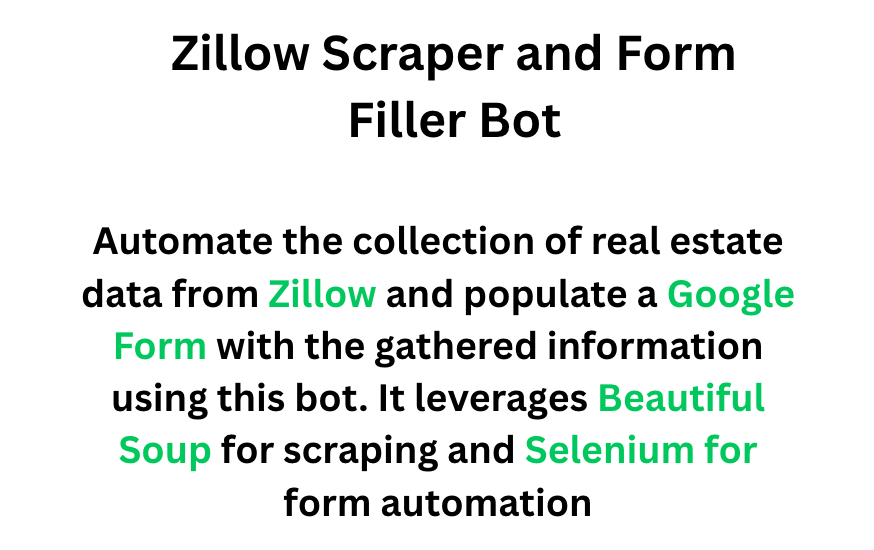 Zillow Scraper and Form
Filler Bot
Automate the collection of real estate
data from Zillow and populate a Google
Form with the gathered information
using this bot. It leverages Beautiful
Soup for scraping and Selenium for
form automation